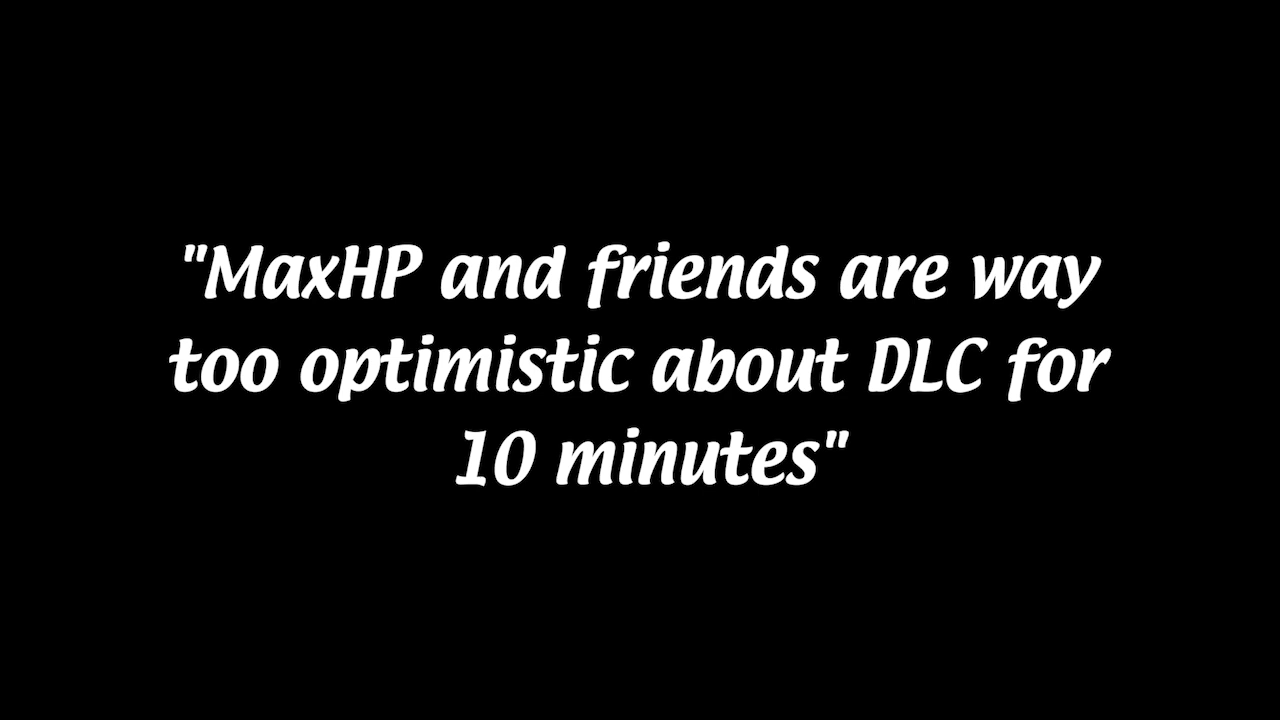 "MaxHP and friends are way
too optimistic about DLC for
10 minutes"